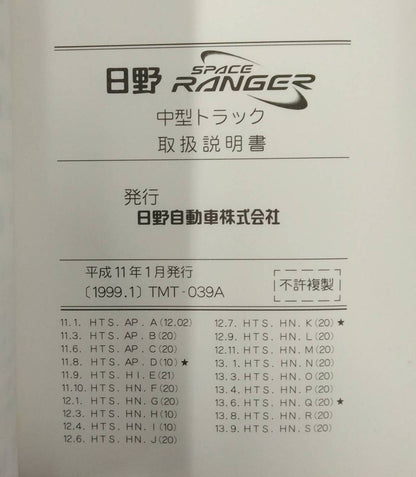 日野 SPACE RANGER
中型トラック
取扱説明書
発行
日野自動車株式会社
平成11年1月発行
〔1999.1〕TMT-039A
不許複製
11.1. HTS. AP. A(12.02)
11.3. HTS. AP. B(20)
11.6. HTS. AP. C(20)
11.8. HTS. AP. D(10)★
11.9. HTS. HI. E(21)
11.10. HTS. HN. F(20)
12.1. HTS. HN. G(20)
12.3. HTS. HN. H(10)
12.4. HTS. HN. I(10)
12.6. HTS. HN. J(20)
12.7. HTS. HN. K(20)★
12.9. HTS. HN. L(20)
12.11. HTS. HN. M(20)
13.1. HTS. HN. N(20)
13.3. HTS. HN. O(20)
13.4. HTS. HN. P(20)
13.6. HTS. HN. Q(20)★
13.8. HTS. HN. R(20)
13.9. HTS. HN. S(20)